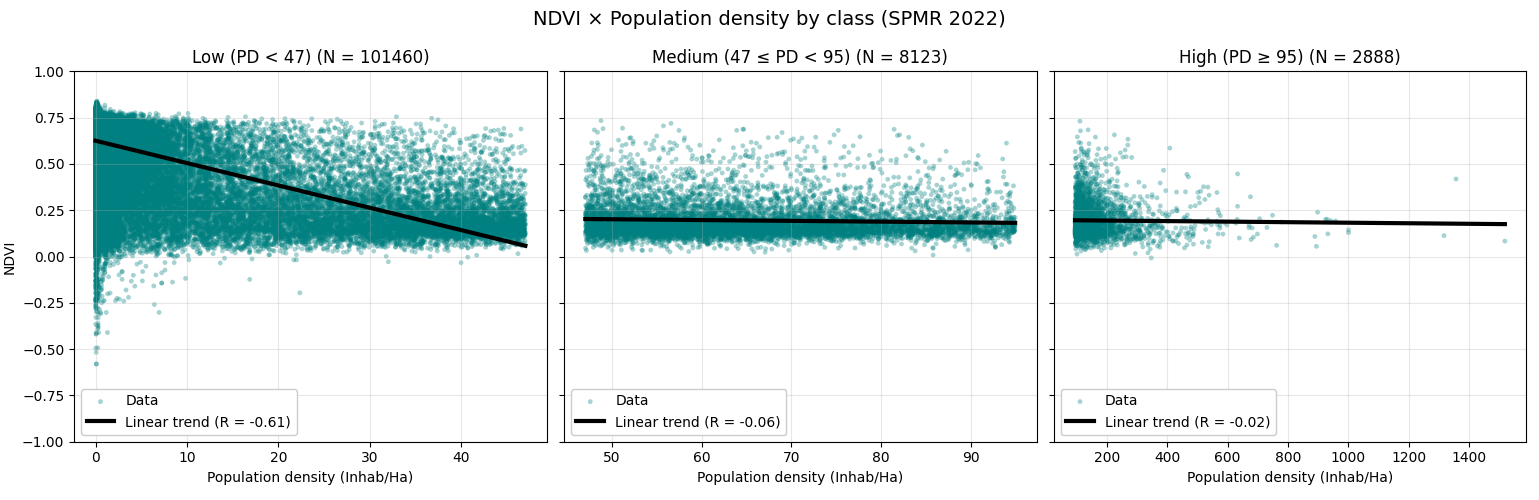 NDVI × Population density by class (SPMR 2022)
Low (PD < 47) (N = 101460)
1.00
0.75
0.50
0.25
0.00
−0.25
−0.50
−0.75
−1.00
NDVI
Data
Linear trend (R = -0.61)
0 10 20 30 40
Population density (Inhab/Ha)
Medium (47 ≤ PD < 95) (N = 8123)
Data
Linear trend (R = -0.06)
50 60 70 80 90
Population density (Inhab/Ha)
High (PD ≥ 95) (N = 2888)
Data
Linear trend (R = -0.02)
200 400 600 800 1000 1200 1400
Population density (Inhab/Ha)